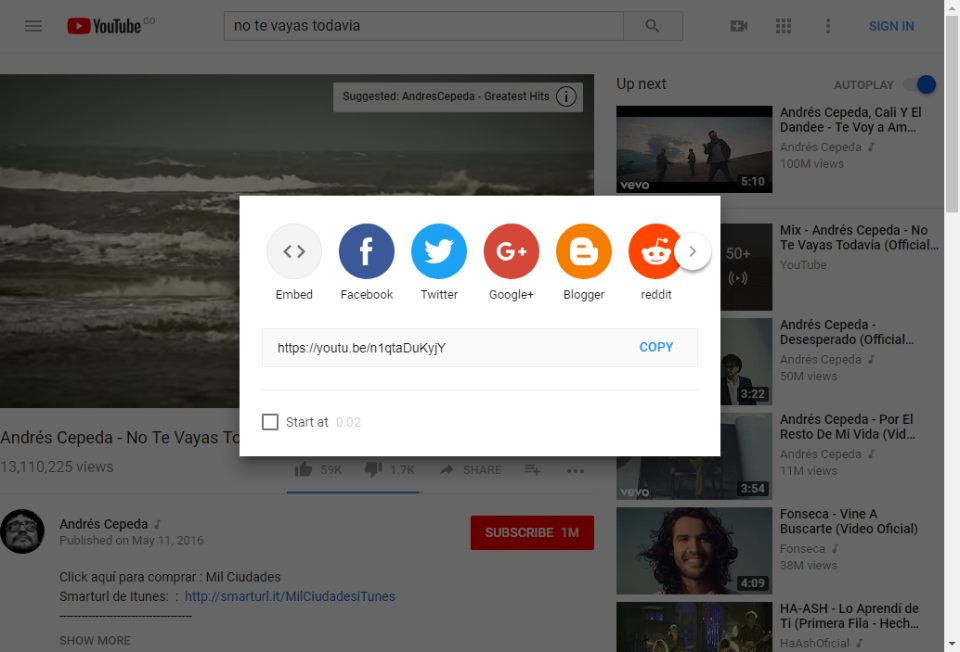 YouTube CO
no te vayas todavia
SIGN IN
Suggested: AndresCepeda - Greatest Hits
Up next
AUTOPLAY
Andrés Cepeda, Cali Y El
Dandee - Te Voy a Am...
Andrés Cepeda
100M views
vevo
5:10
Mix - Andrés Cepeda - No
Te Vayas Todavía (Official...
YouTube
50+
Embed
Facebook
Twitter
G+
Google+
Blogger
reddit
https://youtu.be/n1qtaDuKyjY
COPY
Start at 0:02
Andrés Cepeda -
Desesperado (Official...
Andrés Cepeda
50M views
3:22
Andrés Cepeda - Por El
Resto De Mi Vida (Vid...
Andrés Cepeda
11M views
vevo
3:54
Andrés Cepeda - No Te Vayas To
13,110,225 views
59K
1.7K
SHARE
Andrés Cepeda
Published on May 11, 2016
SUBSCRIBE 1M
Click aquí para comprar : Mil Ciudades
Smarturl de Itunes: : http://smarturl.it/MilCiudadesiTunes
-----------------------------------
SHOW MORE
Fonseca - Vine A
Buscarte (Video Oficial)
Fonseca
38M views
4:09
HA-ASH - Lo Aprendí de
Ti (Primera Fila - Hech...
HaAshOficial